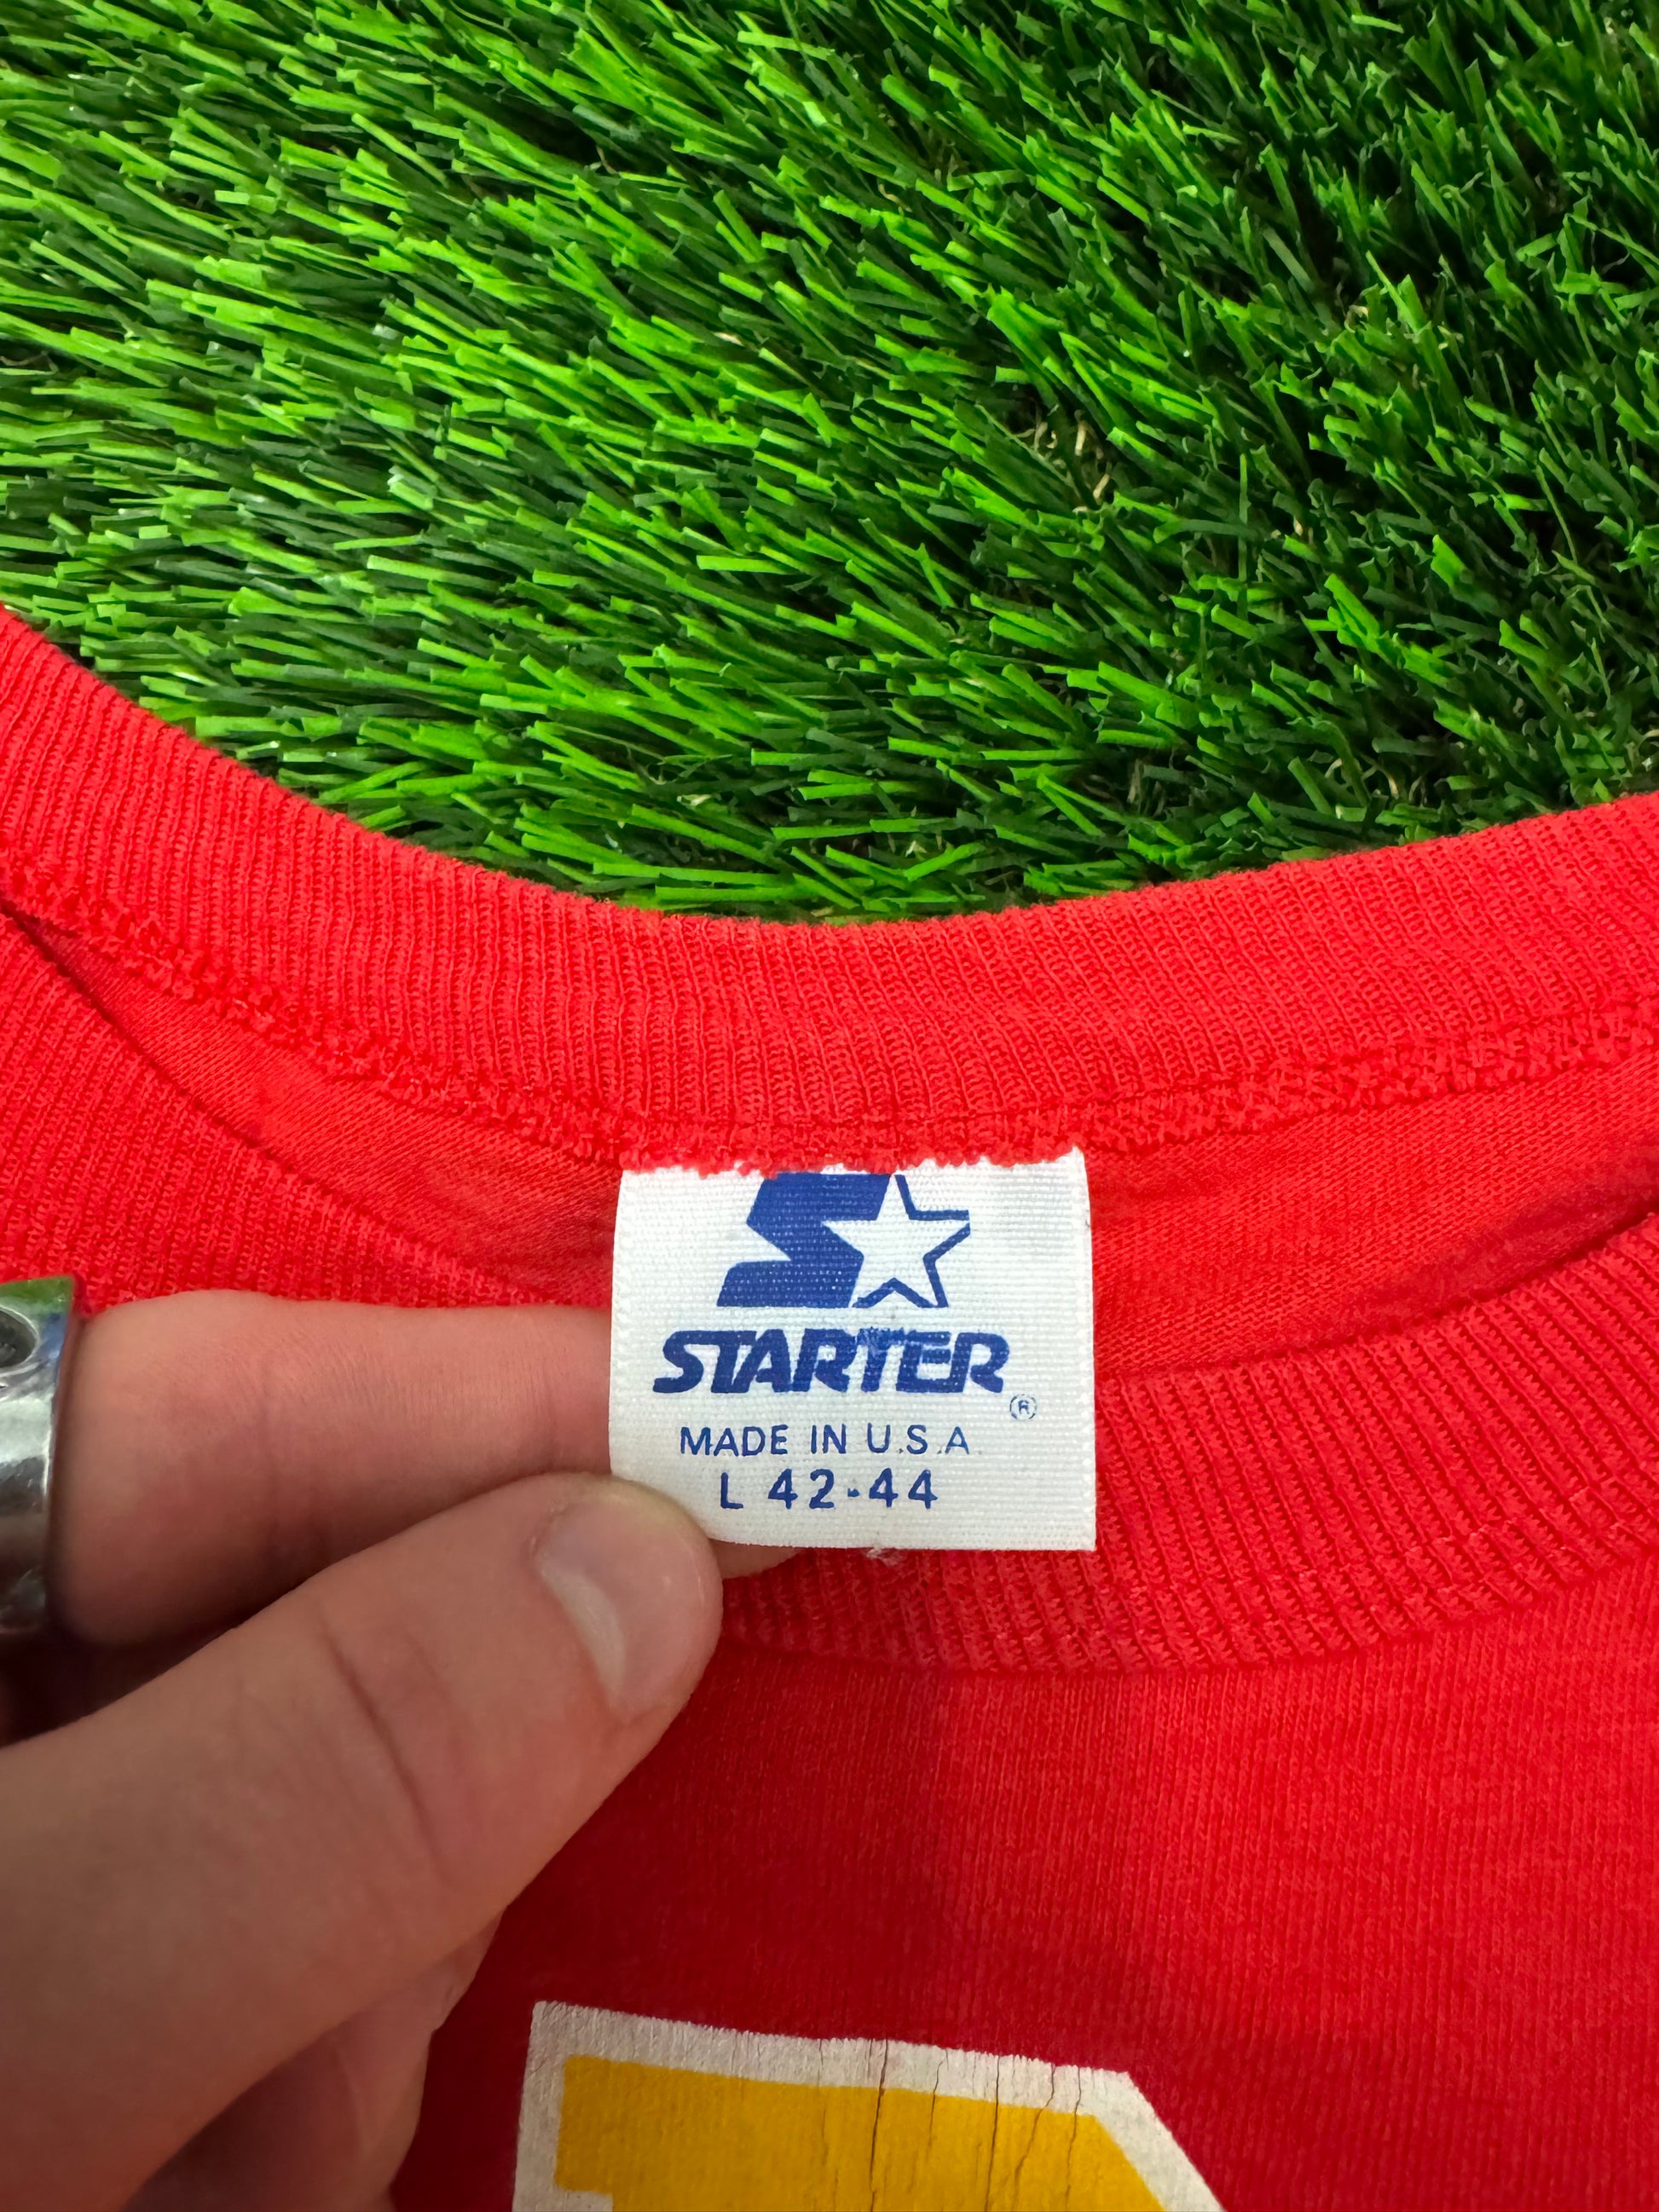 STARTER
®
MADE IN U.S.A.
L 42-44